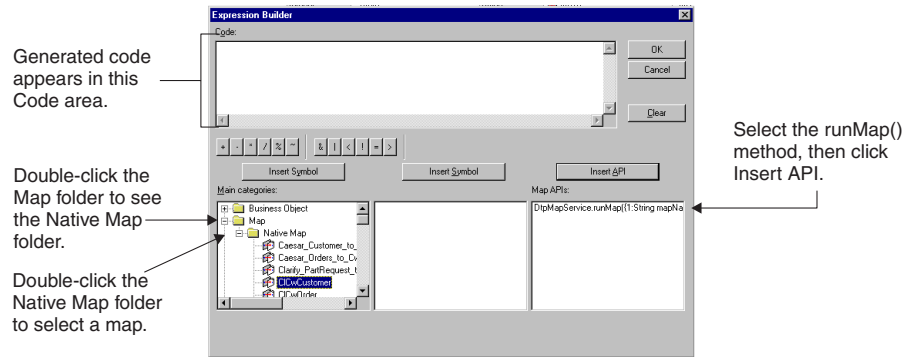 Expression Builder
Code:
OK
Cancel
Clear
Generated code
appears in this
Code area.
+ - * / % ~ & | < ! = >
Insert Symbol
Insert Symbol
Insert API
Select the runMap()
method, then click
Insert API.
Main categories:
Map APIs:
Double-click the
Map folder to see
the Native Map
folder.
Business Object
Map
Native Map
Caesar_Customer_to_
Caesar_Orders_to_Cw
Clarify_PartRequest_t
ClCwCustomer
ClCwOrder
DtpMapService.runMap({1:String mapNa
Double-click the
Native Map folder
to select a map.